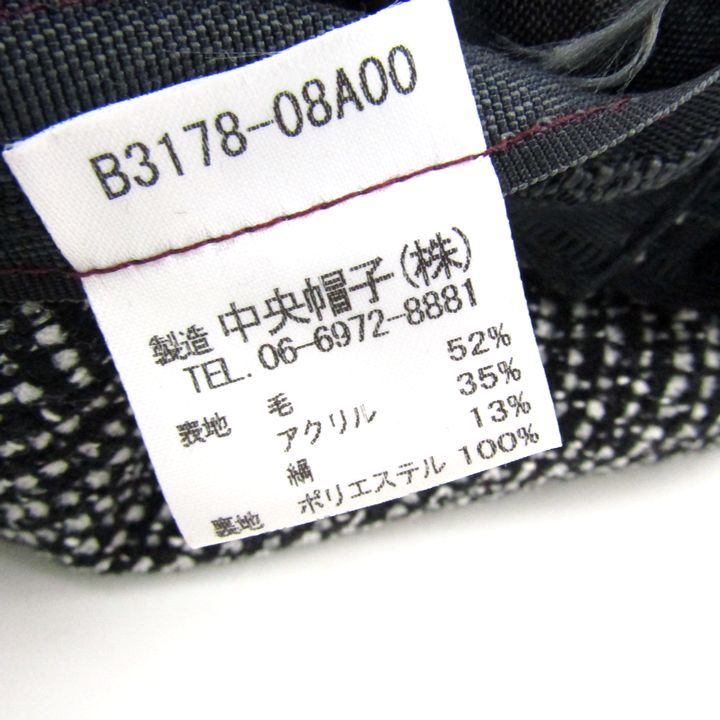 B3178-08A00
製造 中央帽子(株)
TEL. 06-6972-8881
表地 毛 52%
アクリル 35%
絹 13%
裏地 ポリエステル 100%